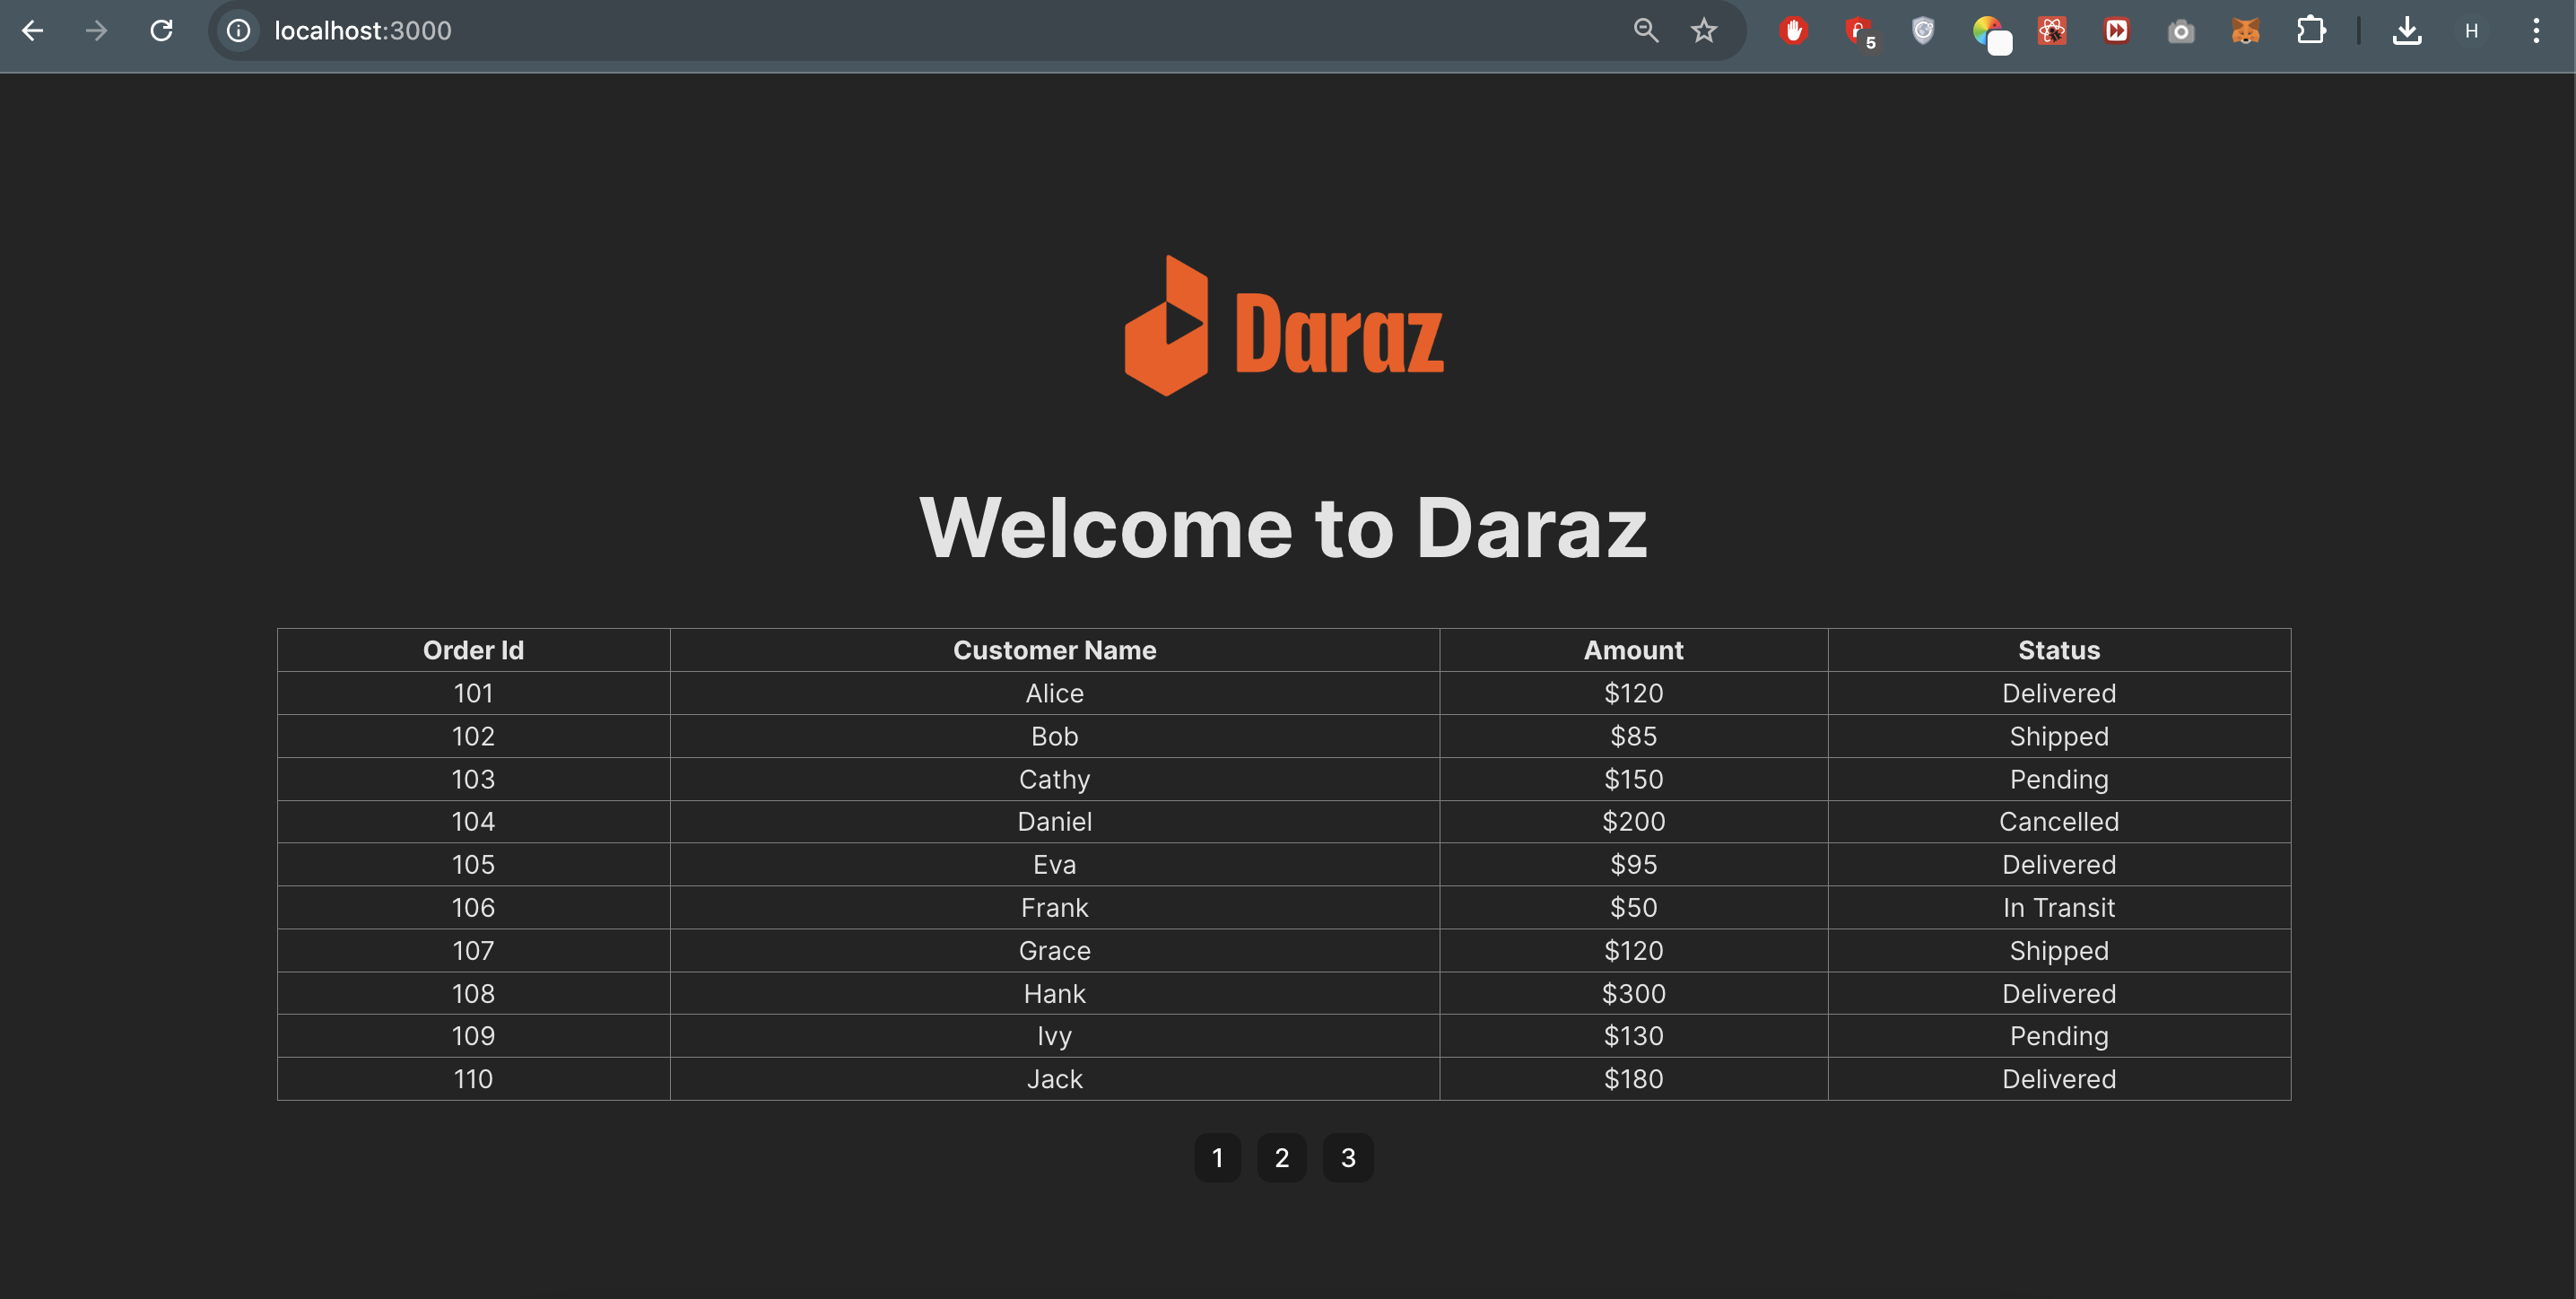 localhost:3000
5
H
Daraz
Welcome to Daraz
Order Id Customer Name Amount Status
101 Alice $120 Delivered
102 Bob $85 Shipped
103 Cathy $150 Pending
104 Daniel $200 Cancelled
105 Eva $95 Delivered
106 Frank $50 In Transit
107 Grace $120 Shipped
108 Hank $300 Delivered
109 Ivy $130 Pending
110 Jack $180 Delivered
1 2 3